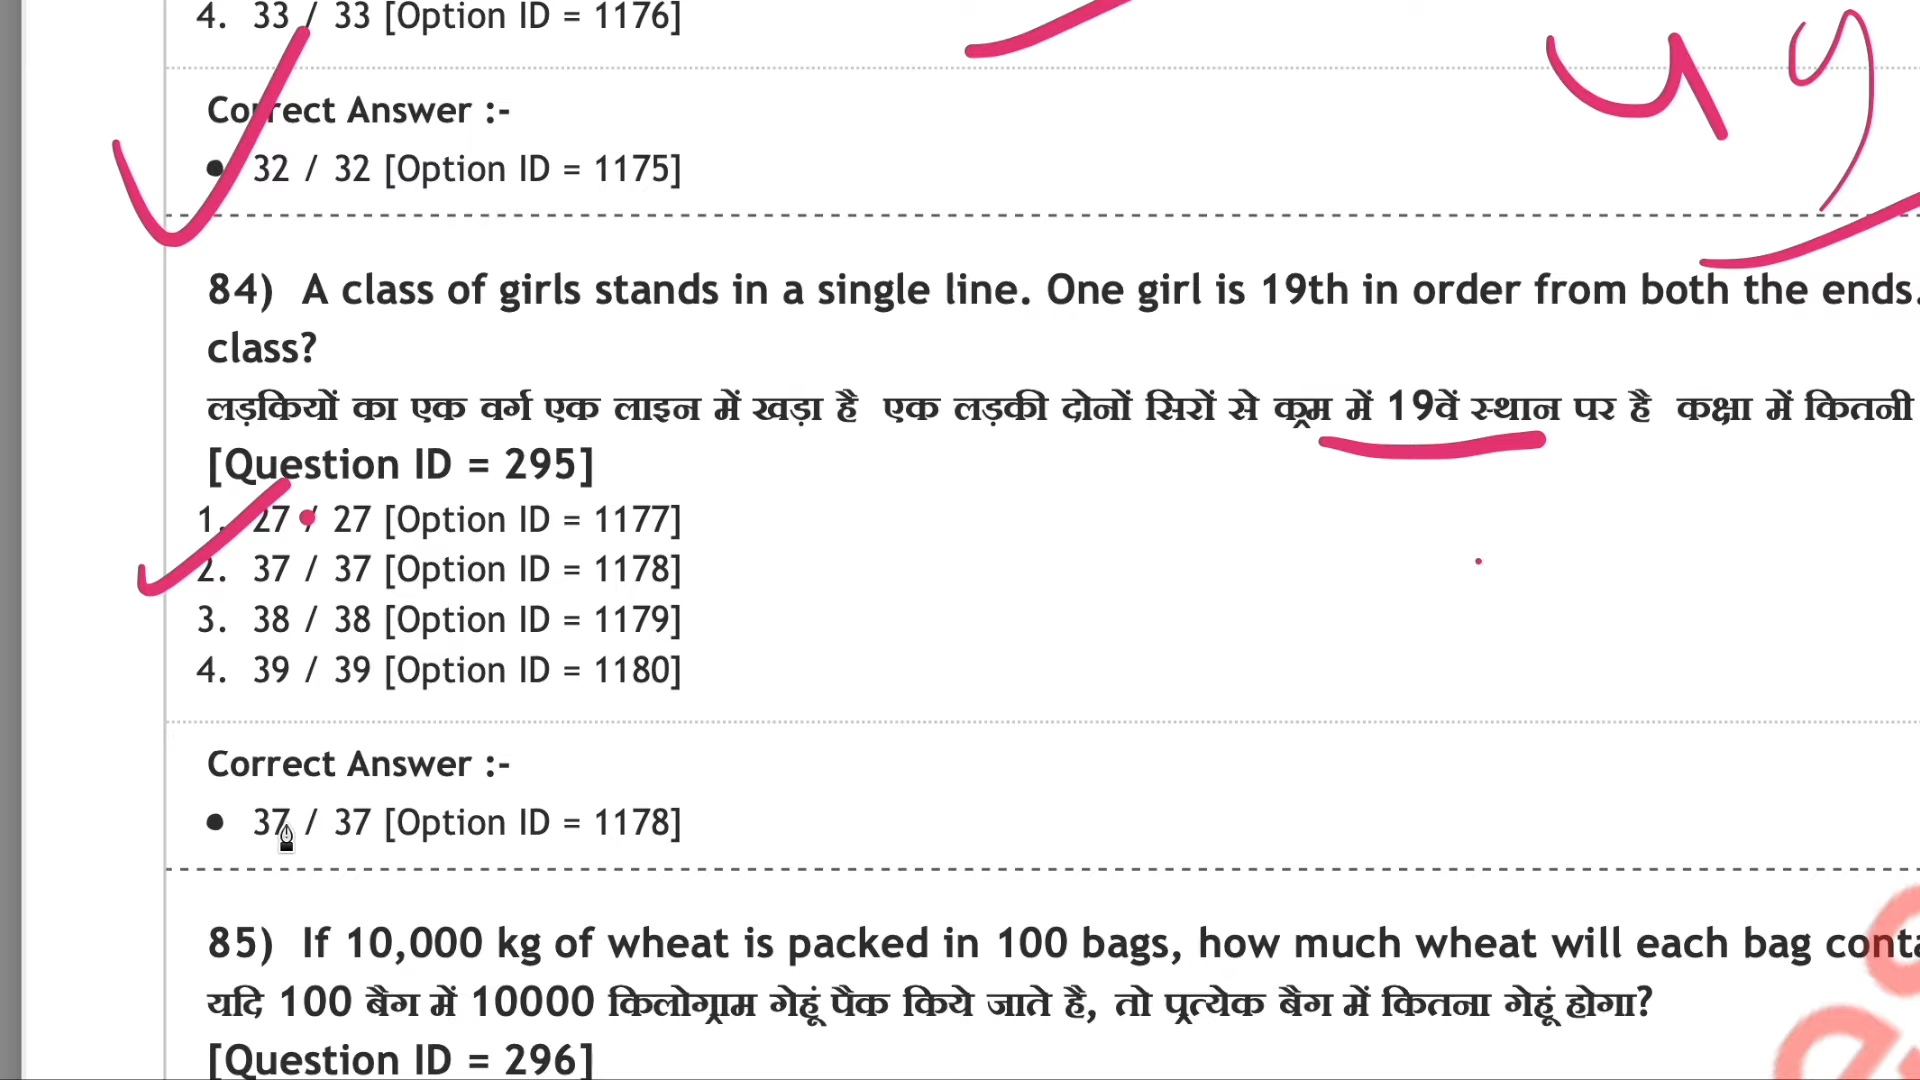 4. 33 / 33 [Option ID = 1176]
Correct Answer :-
32 / 32 [Option ID = 1175]
84) A class of girls stands in a single line. One girl is 19th in order from both the ends.
class?
लड़कियों का एक वर्ग एक लाइन में खड़ा है एक लड़की दोनों सिरों से क्रम में 19वें स्थान पर है कक्षा में कितनी
[Question ID = 295]
1. 27 / 27 [Option ID = 1177]
2. 37 / 37 [Option ID = 1178]
3. 38 / 38 [Option ID = 1179]
4. 39 / 39 [Option ID = 1180]
Correct Answer :-
37 / 37 [Option ID = 1178]
85) If 10,000 kg of wheat is packed in 100 bags, how much wheat will each bag
यदि 100 बैग में 10000 किलोग्राम गेहूं पैक किये जाते है, तो प्रत्येक बैग में कितना गेहूं होगा?
[Question ID = 296]